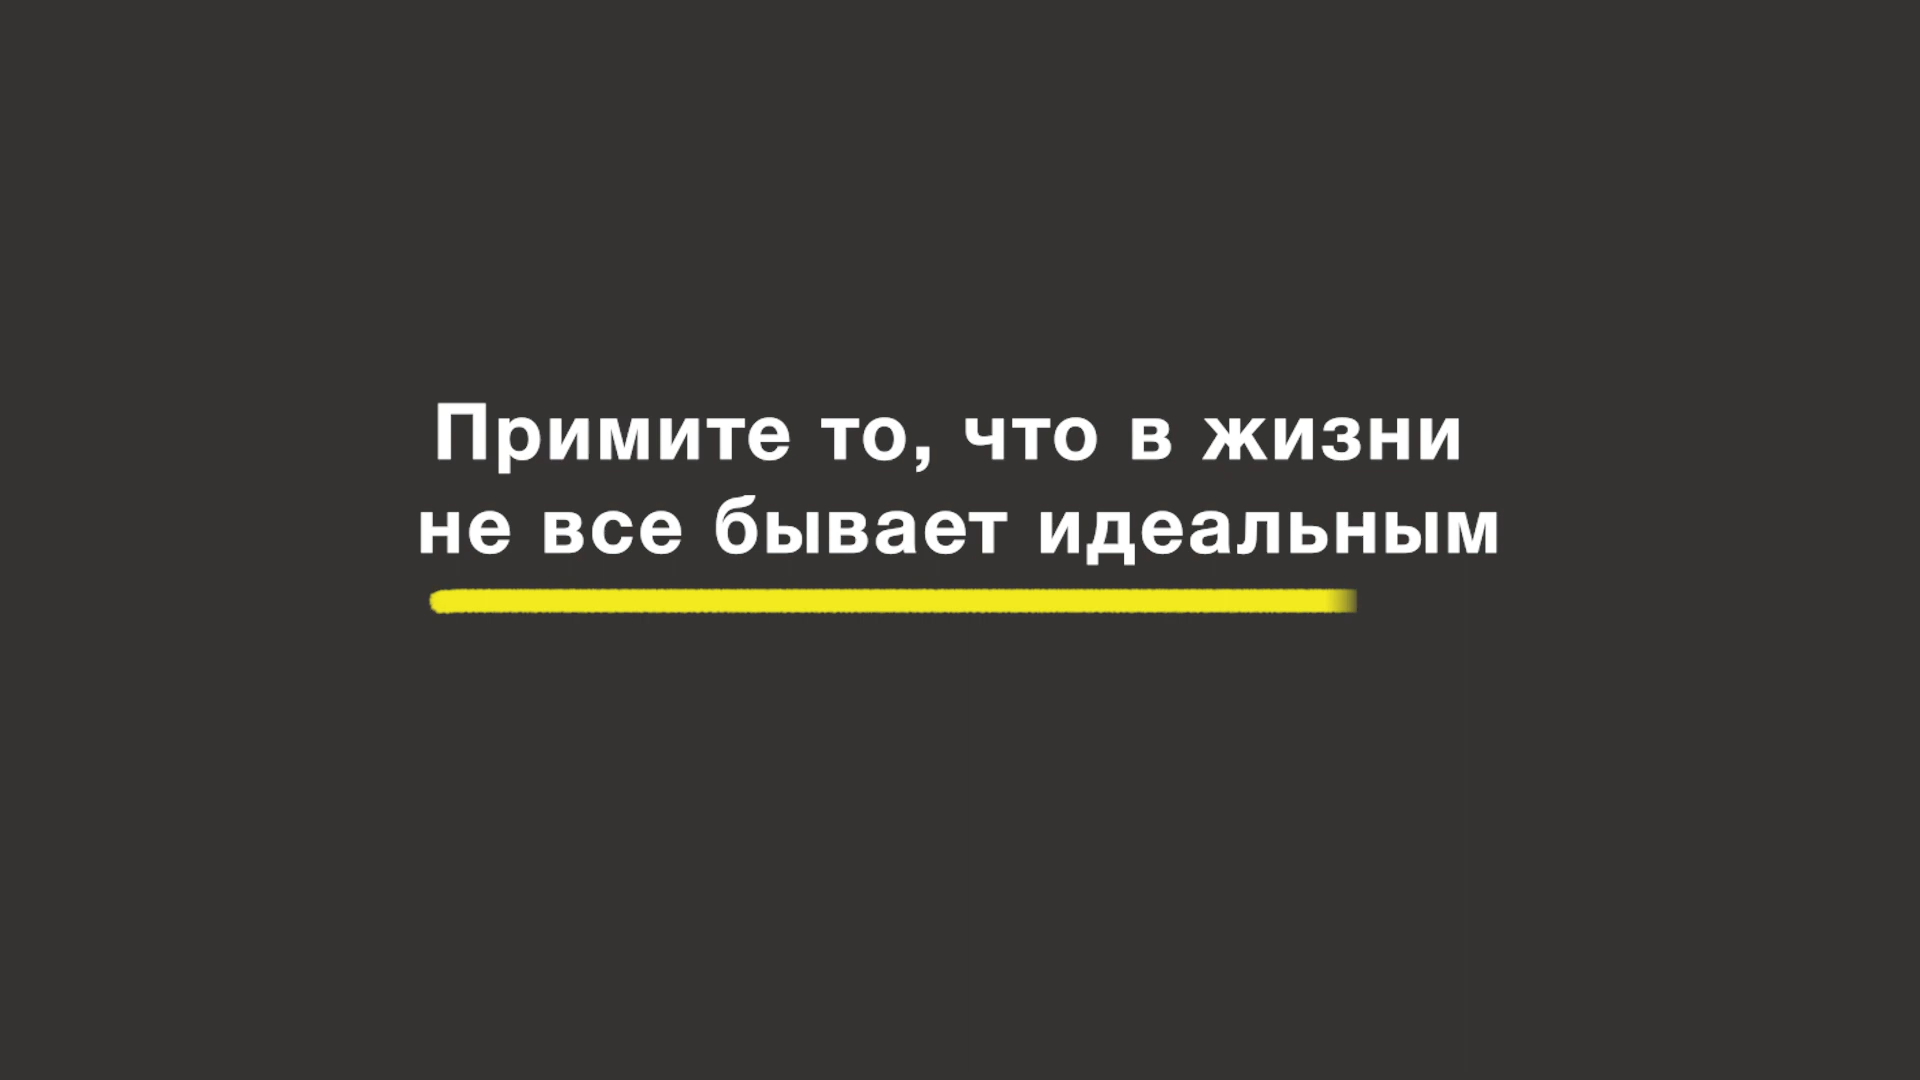 Примите то, что в жизни
не все бывает идеальным